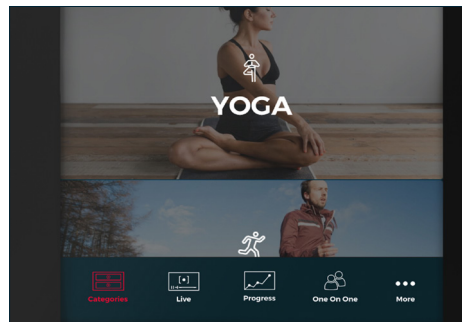 YOGA
Categories
Live
Progress
One On One
More